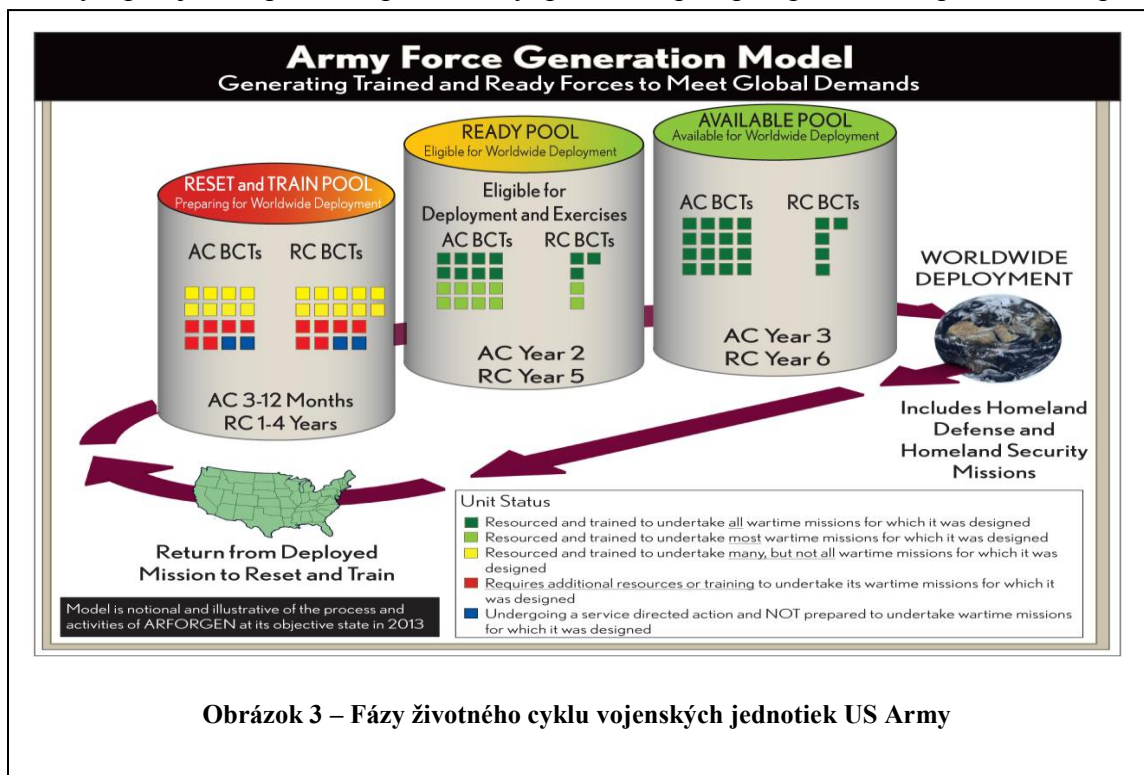 Army Force Generation Model
Generating Trained and Ready Forces to Meet Global Demands
RESET and TRAIN POOL
Preparing for Worldwide Deployment
AC BCTs RC BCTs
AC 3-12 Months
RC 1-4 Years
READY POOL
Eligible for Worldwide Deployment
Eligible for
Deployment and Exercises
AC BCTs RC BCTs
AC Year 2
RC Year 5
AVAILABLE POOL
Available for Worldwide Deployment
AC BCTs RC BCTs
AC Year 3
RC Year 6
WORLDWIDE
DEPLOYMENT
Includes Homeland
Defense and
Homeland Security
Missions
Return from Deployed
Mission to Reset and Train
Model is notional and illustrative of the process and
activities of ARFORGEN at its objective state in 2013
Unit Status
Resourced and trained to undertake all wartime missions for which it was designed
Resourced and trained to undertake most wartime missions for which it was designed
Resourced and trained to undertake many, but not all wartime missions for which it was
designed
Requires additional resources or training to undertake its wartime missions for which it
was designed
Undergoing a service directed action and NOT prepared to undertake wartime missions
for which it was designed
Obrázok 3 – Fázy životného cyklu vojenských jednotiek US Army